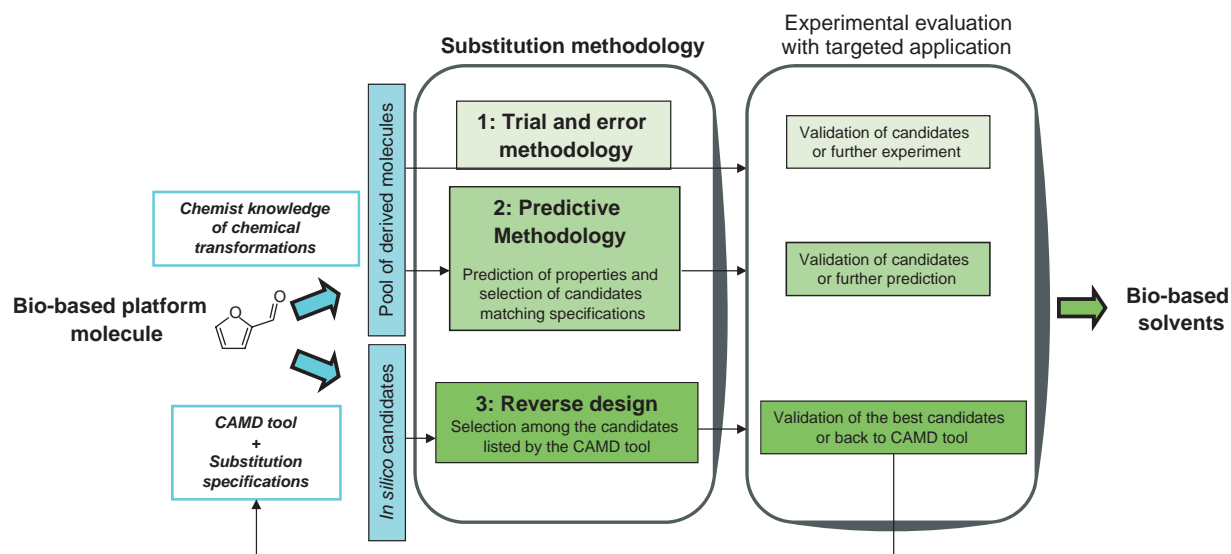 Substitution methodology
Experimental evaluation
with targeted application
Bio-based platform
molecule
O
O
Chemist knowledge
of chemical
transformations
CAMD tool
+
Substitution
specifications
Pool of derived molecules
In silico candidates
1: Trial and error
methodology
2: Predictive
Methodology
Prediction of properties and
selection of candidates
matching specifications
3: Reverse design
Selection among the candidates
listed by the CAMD tool
Validation of candidates
or further experiment
Validation of candidates
or further prediction
Validation of the best candidates
or back to CAMD tool
Bio-based
solvents